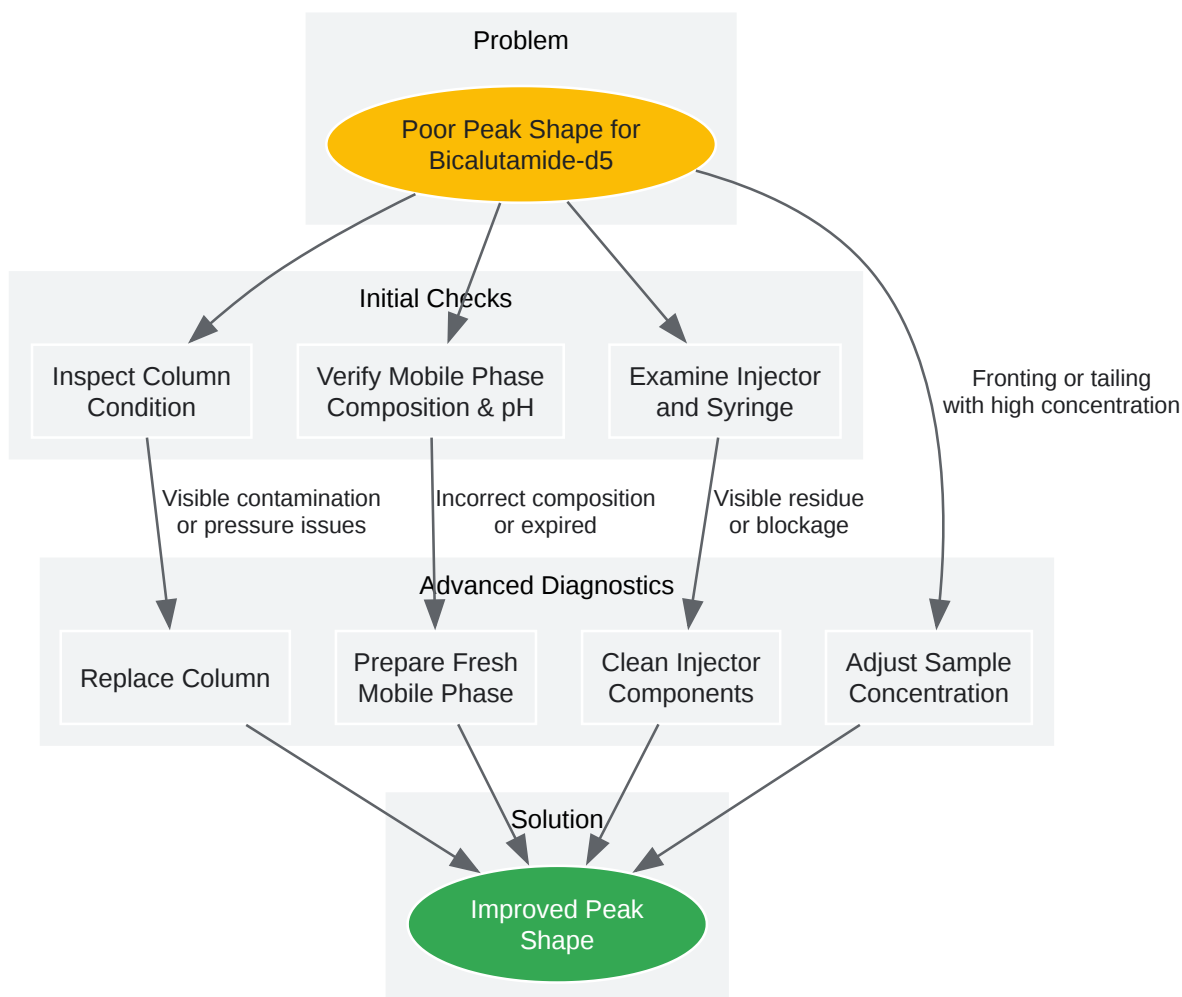 Problem
Poor Peak Shape for
Bicalutamide-d5
Initial Checks
Inspect Column
Condition
Verify Mobile Phase
Composition & pH
Examine Injector
and Syringe
Fronting or tailing
with high concentration
Visible contamination
or pressure issues
Incorrect composition
or expired
Visible residue
or blockage
Advanced Diagnostics
Replace Column
Prepare Fresh
Mobile Phase
Clean Injector
Components
Adjust Sample
Concentration
Solution
Improved Peak
Shape